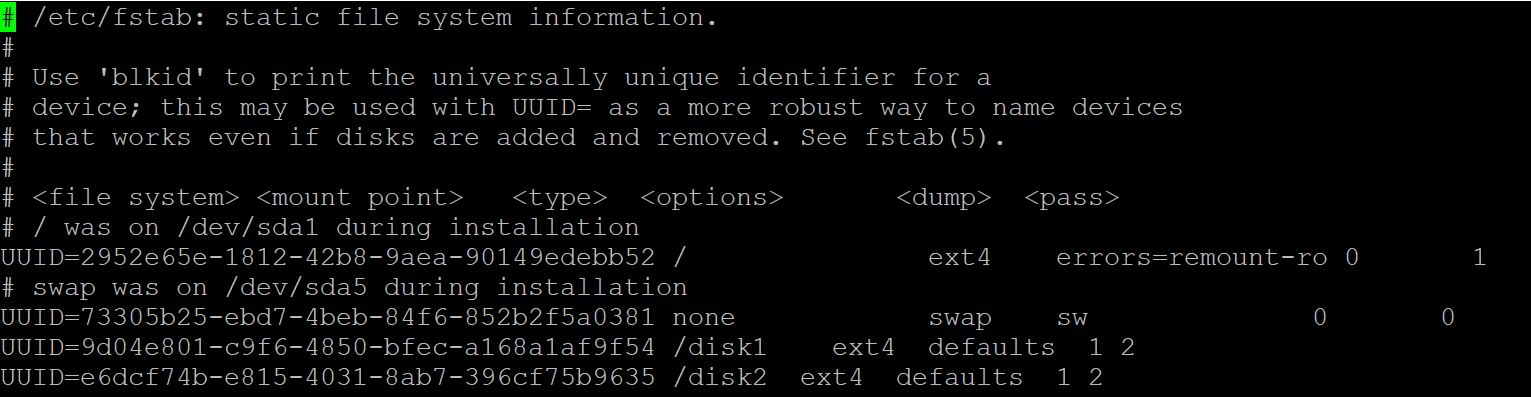 # /etc/fstab: static file system information.
#
# Use 'blkid' to print the universally unique identifier for a
# device; this may be used with UUID= as a more robust way to name devices
# that works even if disks are added and removed. See fstab(5).
#
# <file system> <mount point>   <type>  <options>       <dump>  <pass>
# / was on /dev/sda1 during installation
UUID=2952e65e-1812-42b8-9aea-90149edebb52 /               ext4    errors=remount-ro 0       1
# swap was on /dev/sda5 during installation
UUID=73305b25-ebd7-4beb-84f6-852b2f5a0381 none            swap    sw              0       0
UUID=9d04e801-c9f6-4850-bfec-a168a1af9f54 /disk1    ext4  defaults  1 2
UUID=e6dcf74b-e815-4031-8ab7-396cf75b9635 /disk2  ext4  defaults  1 2